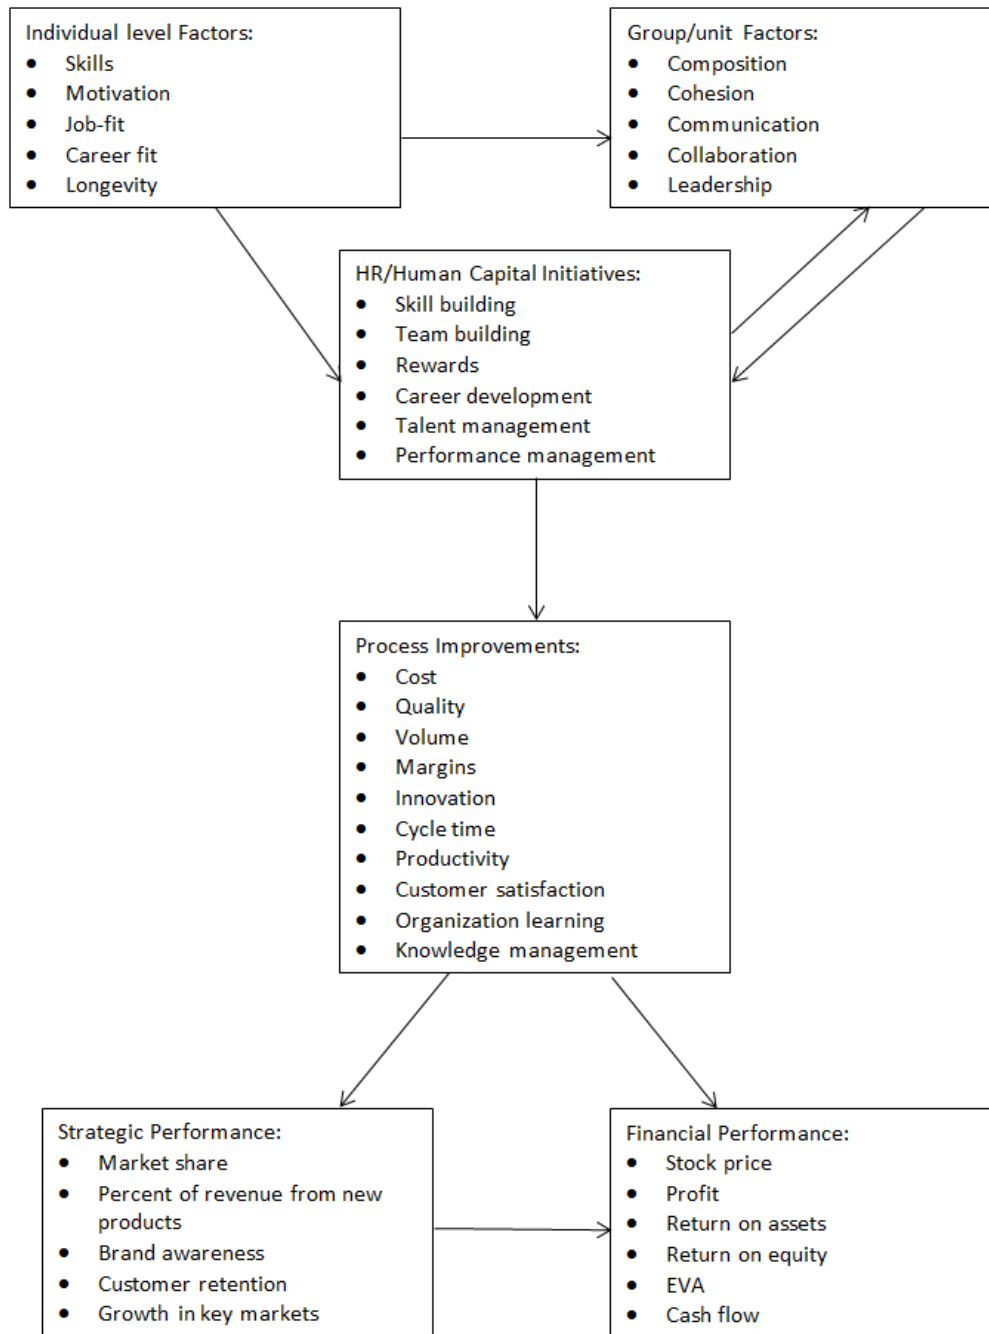 Individual level Factors:
• Skills
• Motivation
• Job-fit
• Career fit
• Longevity
Group/unit Factors:
• Composition
• Cohesion
• Communication
• Collaboration
• Leadership
HR/Human Capital Initiatives:
• Skill building
• Team building
• Rewards
• Career development
• Talent management
• Performance management
Process Improvements:
• Cost
• Quality
• Volume
• Margins
• Innovation
• Cycle time
• Productivity
• Customer satisfaction
• Organization learning
• Knowledge management
Strategic Performance:
• Market share
• Percent of revenue from new
products
• Brand awareness
• Customer retention
• Growth in key markets
Financial Performance:
• Stock price
• Profit
• Return on assets
• Return on equity
• EVA
• Cash flow